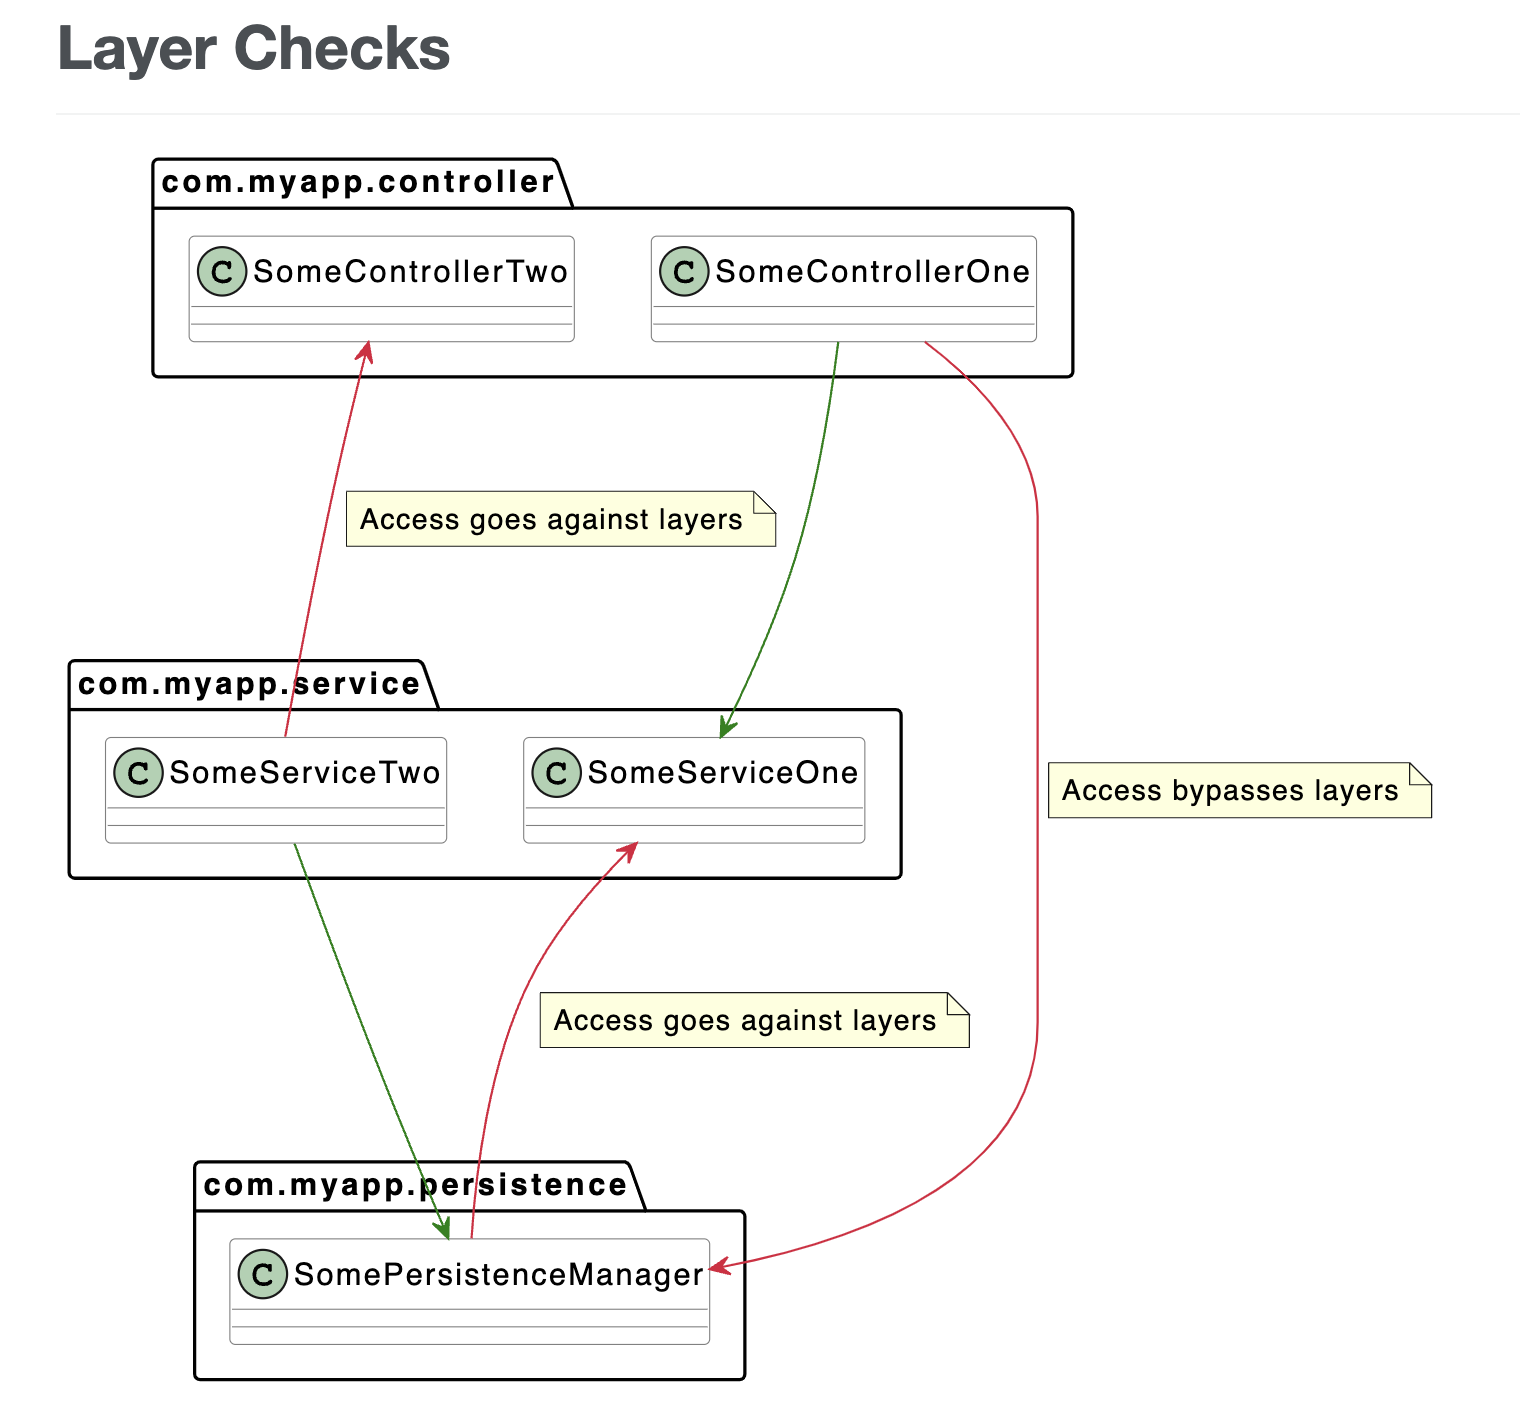 Layer Checks
com.myapp.controller
C SomeControllerTwo
C SomeControllerOne
Access goes against layers
com.myapp.service
C SomeServiceTwo
C SomeServiceOne
Access bypasses layers
Access goes against layers
com.myapp.persistence
C SomePersistenceManager